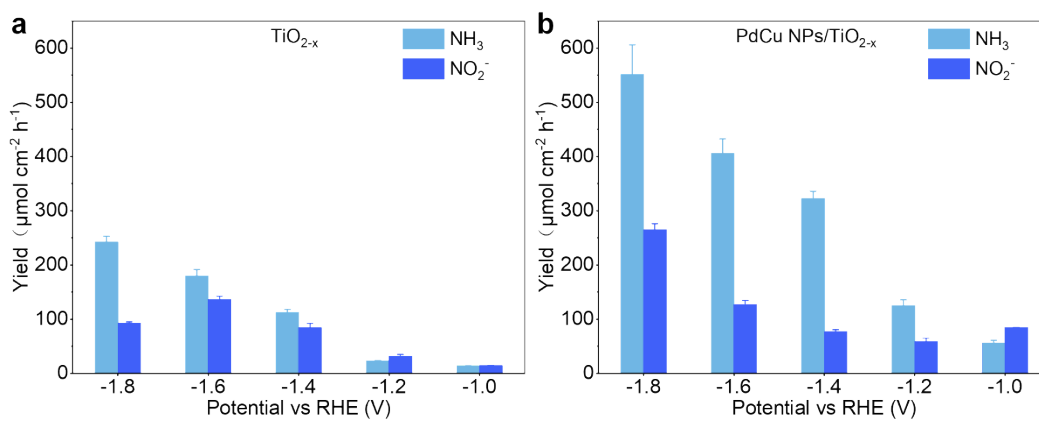 a
TiO2-x
NH3
NO2-
600
500
400
300
200
100
0
Yield（ μmol cm-2 h-1)
-1.8
-1.6
-1.4
-1.2
-1.0
Potential vs RHE (V)
b
PdCu NPs/TiO2-x
NH3
NO2-
600
500
400
300
200
100
0
Yield（ μmol cm-2 h-1)
-1.8
-1.6
-1.4
-1.2
-1.0
Potential vs RHE (V)